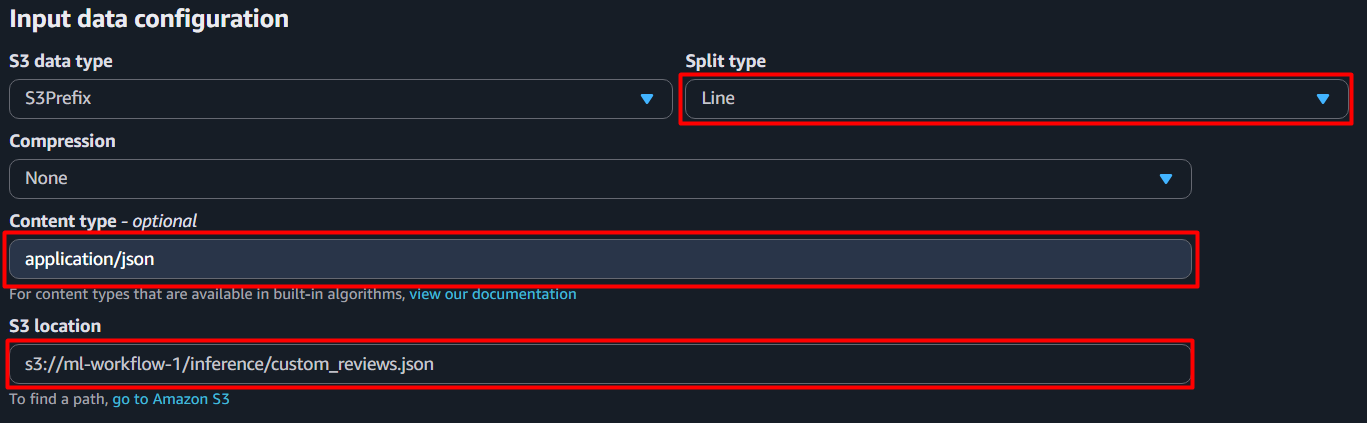 Input data configuration
S3 data type
Split type
S3Prefix
Line
Compression
None
Content type - optional
application/json
For content types that are available in built-in algorithms, view our documentation
S3 location
s3://ml-workflow-1/inference/custom_reviews.json
To find a path, go to Amazon S3